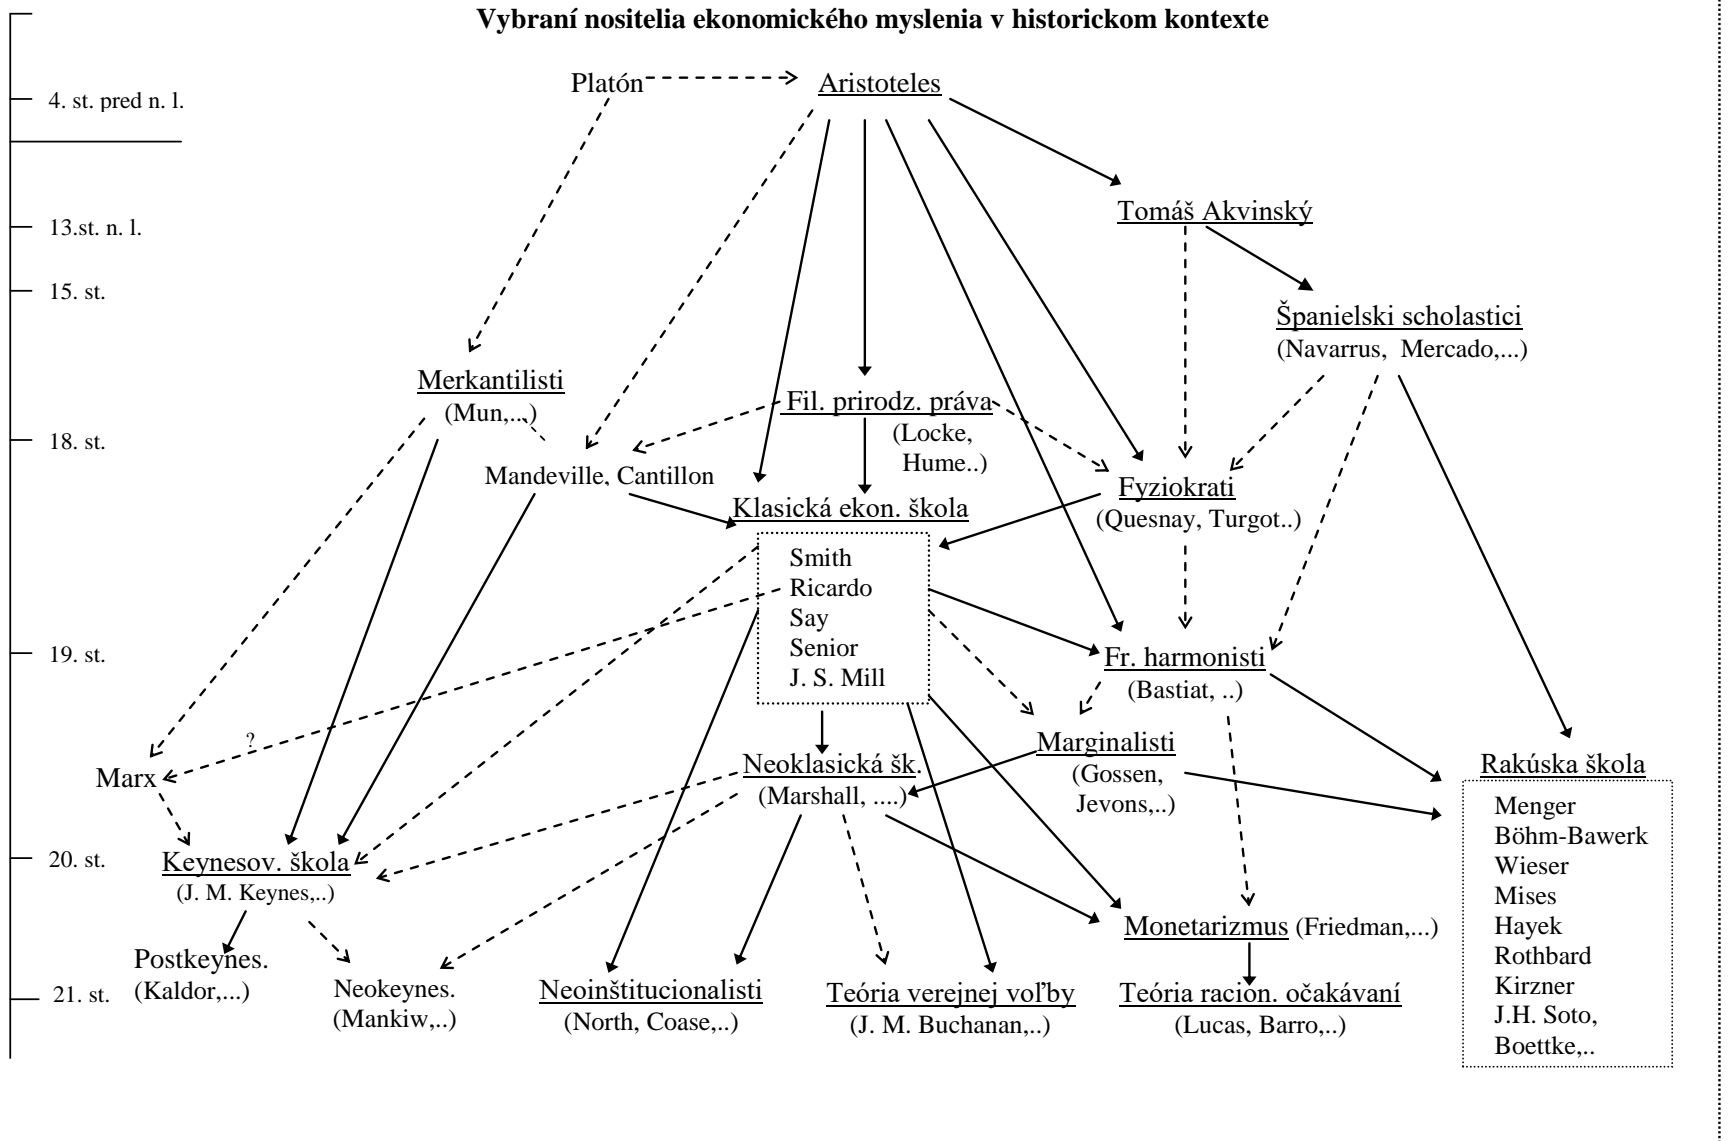 Vybraní nositelia ekonomického myslenia v historickom kontexte
Platón
Aristoteles
4. st. pred n. l.
Tomáš Akvinský
13.st. n. l.
15. st.
Španielski scholastici
(Navarrus, Mercado,...)
Merkantilisti
(Mun,...)
Fil. prirodz. práva
(Locke,
Hume..)
18. st.
Mandeville, Cantillon
Fyziokrati
(Quesnay, Turgot..)
Klasická ekon. škola
Smith
Ricardo
Say
Senior
J. S. Mill
19. st.
Fr. harmonisti
(Bastiat, ..)
?
Marx
Neoklasická šk.
(Marshall, ....)
Marginalisti
(Gossen,
Jevons,..)
Rakúska škola
Menger
Böhm-Bawerk
Wieser
Mises
Hayek
Rothbard
Kirzner
J.H. Soto,
Boettke,..
20. st.
Keynesov. škola
(J. M. Keynes,..)
Monetarizmus (Friedman,...)
Postkeynes.
(Kaldor,...)
21. st.
Neokeynes.
(Mankiw,..)
Neoinštitucionalisti
(North, Coase,..)
Teória verejnej voľby
(J. M. Buchanan,..)
Teória racion. očakávaní
(Lucas, Barro,..)